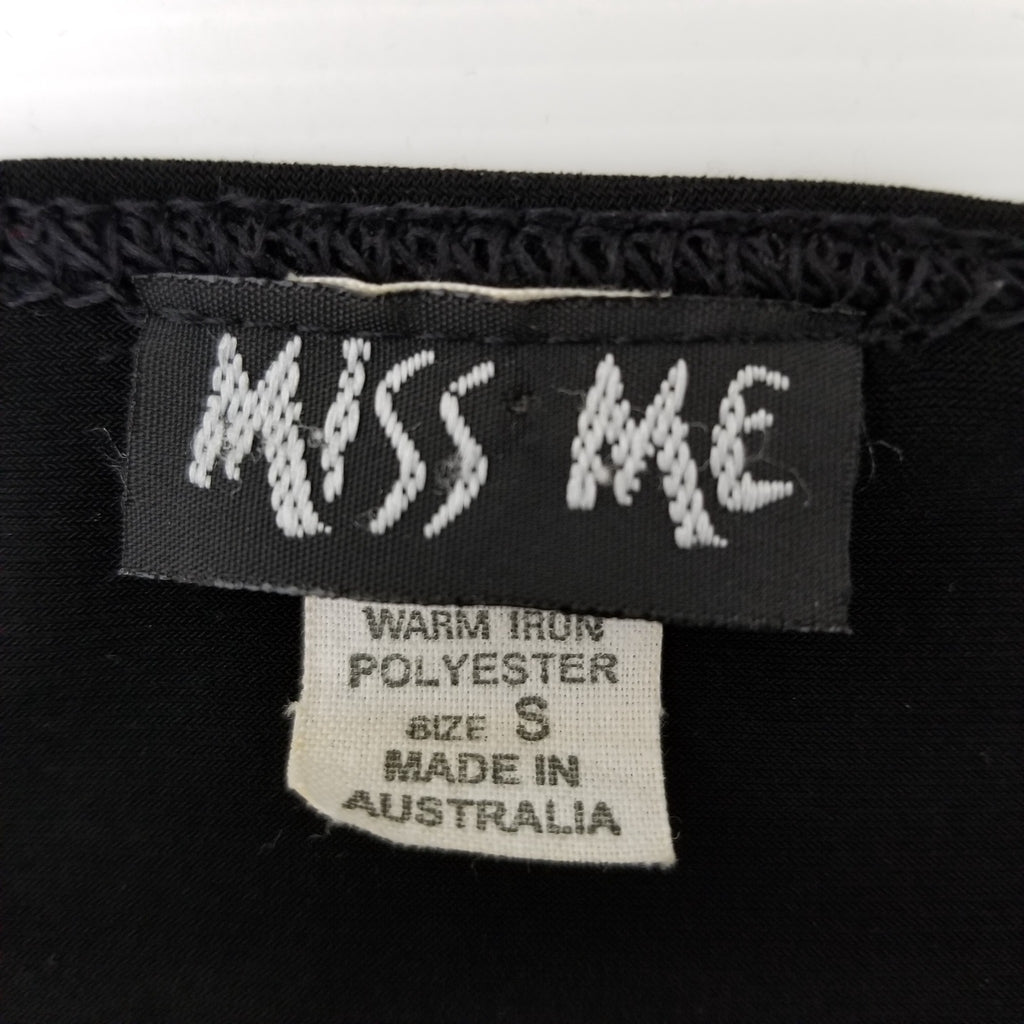 MISS ME
WARM IRON
POLYESTER
SIZE S
MADE IN
AUSTRALIA